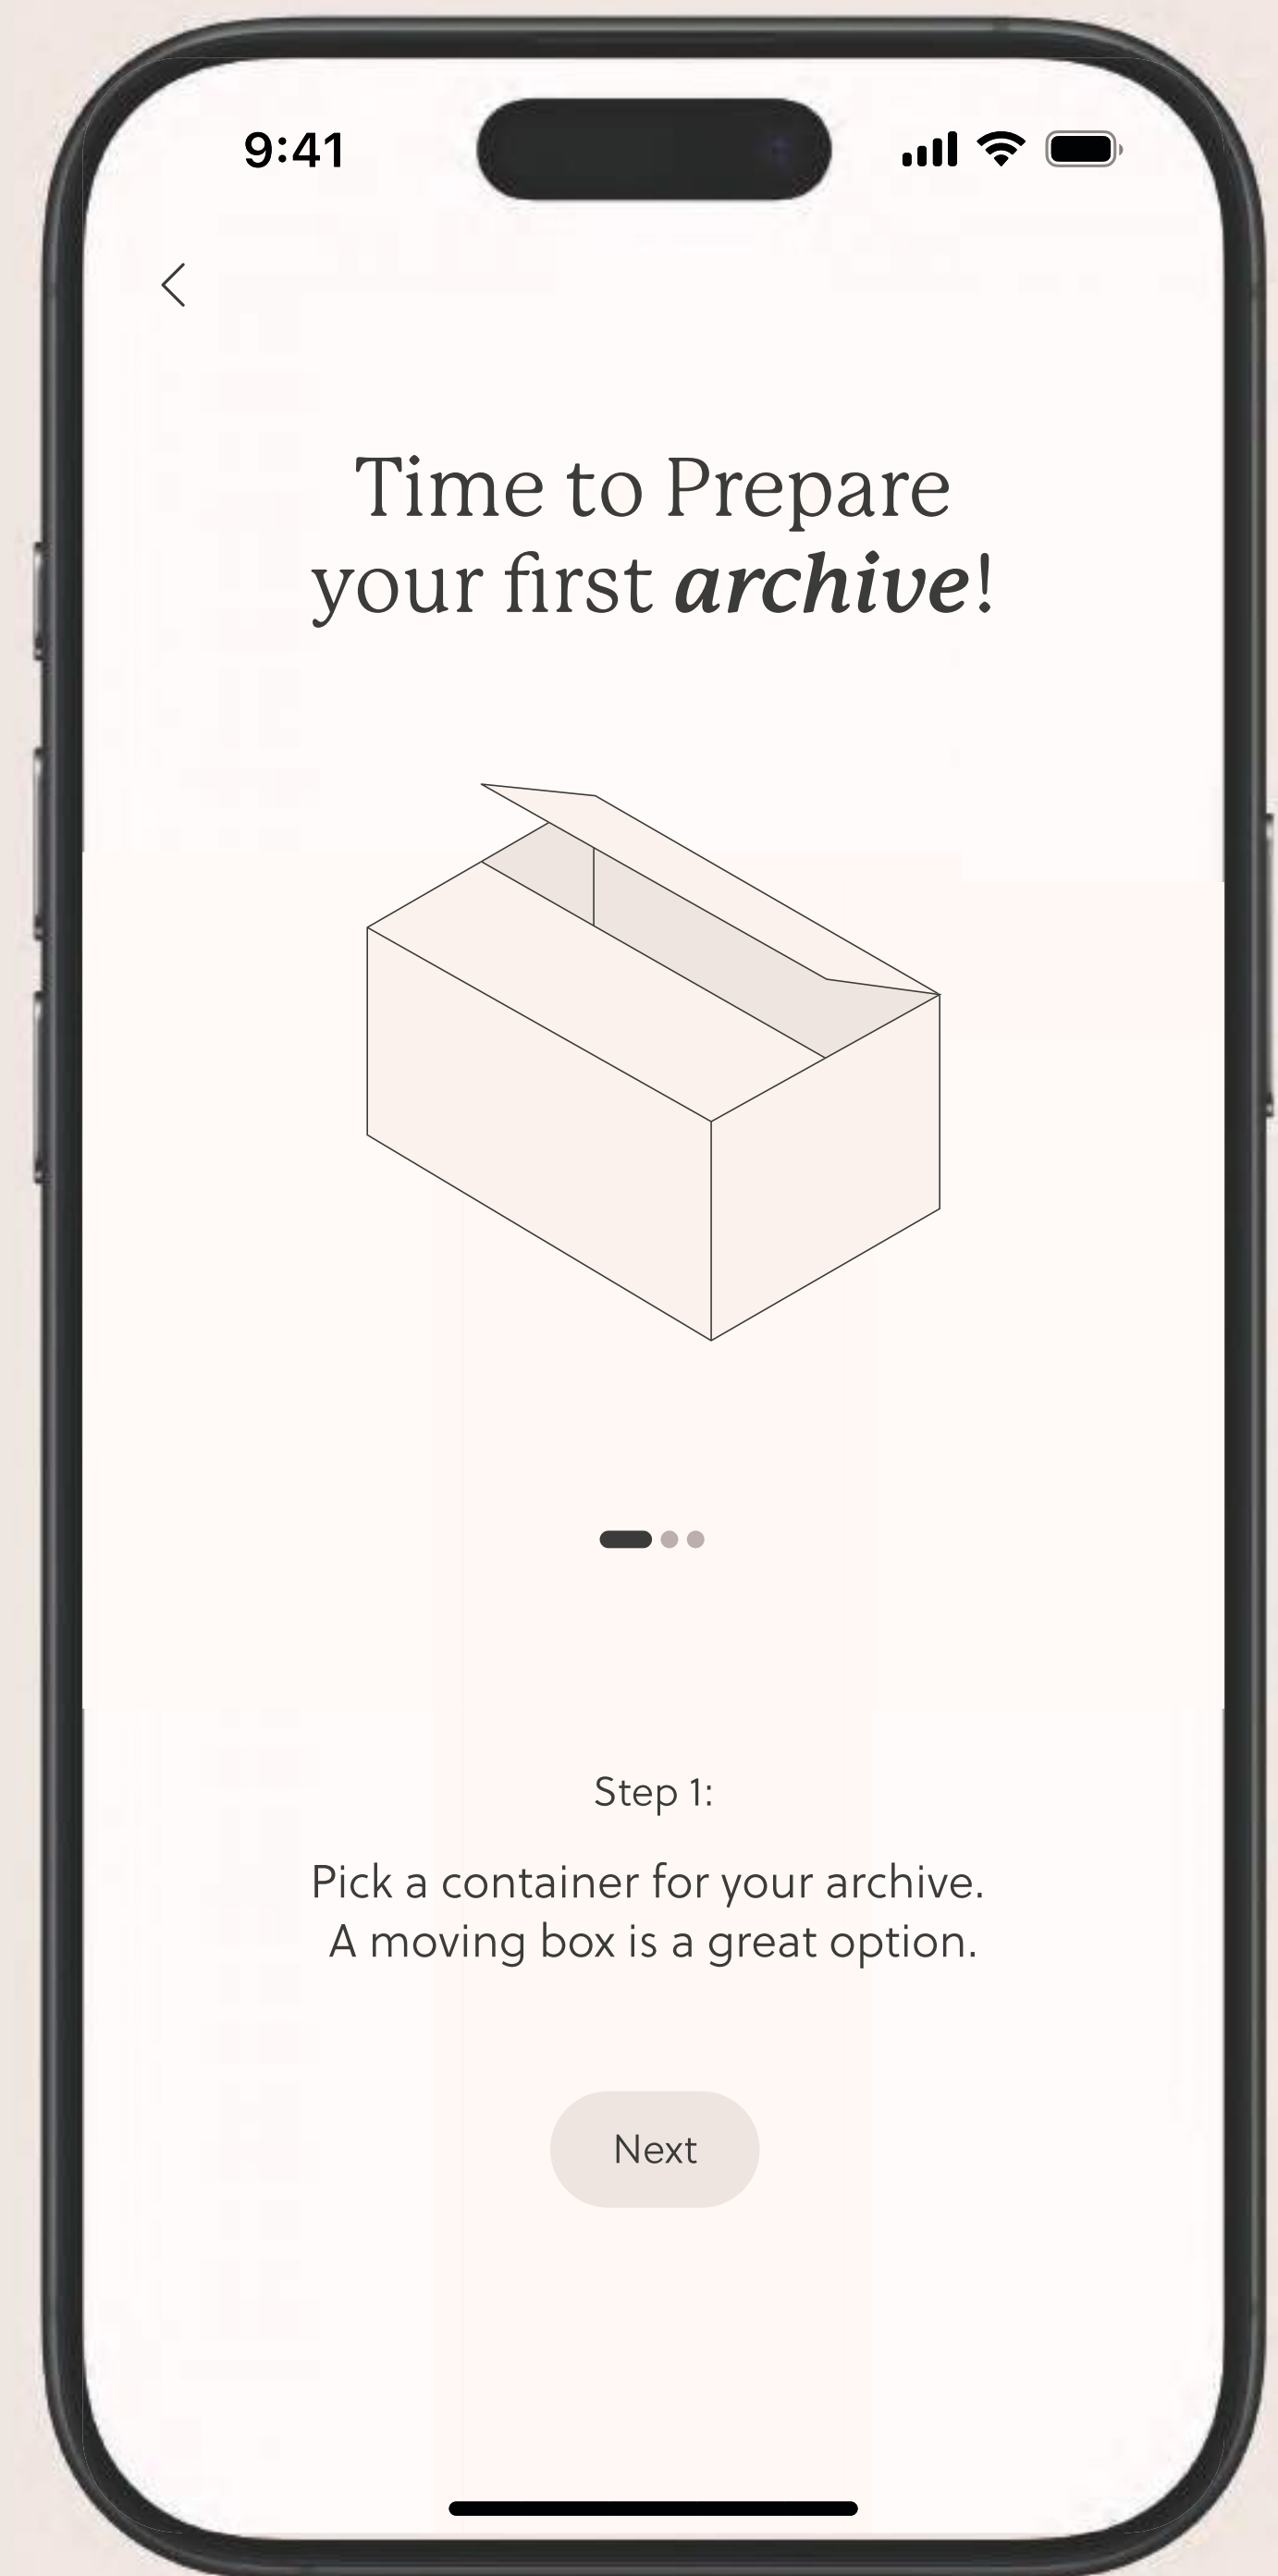 9:41
Time to Prepare
your first archive!
Step 1:
Pick a container for your archive.
A moving box is a great option.
Next